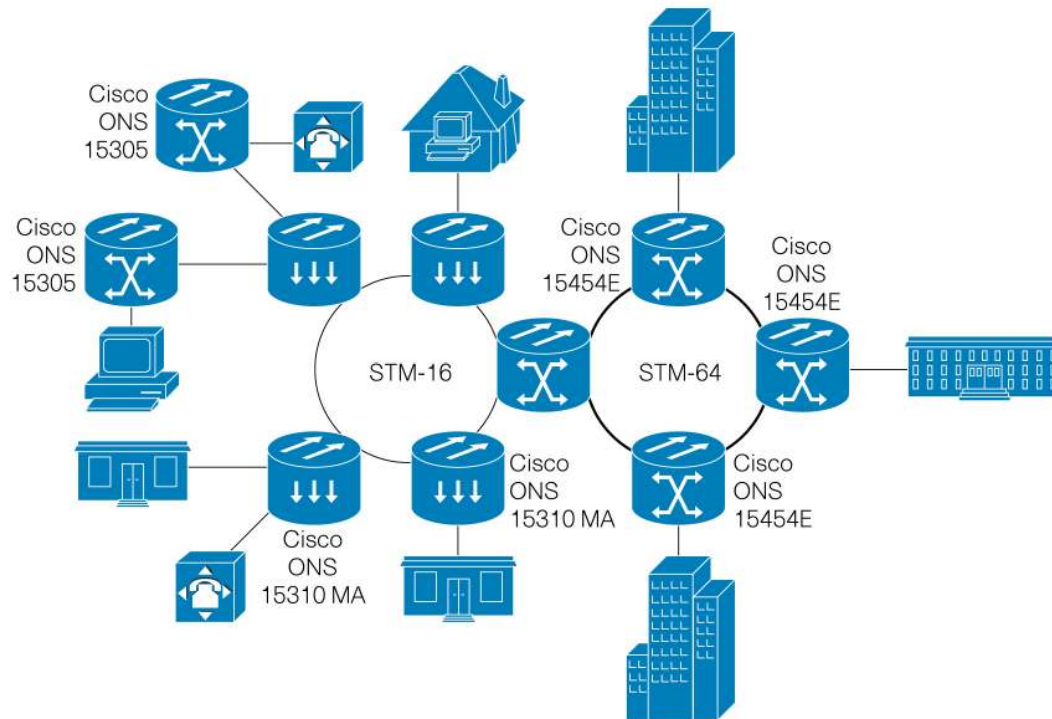 Cisco
ONS
15305
Cisco
ONS
15305
Cisco
ONS
15454E
Cisco
ONS
15454E
STM-16
STM-64
Cisco
ONS
15310 MA
Cisco
ONS
15454E
Cisco
ONS
15310 MA